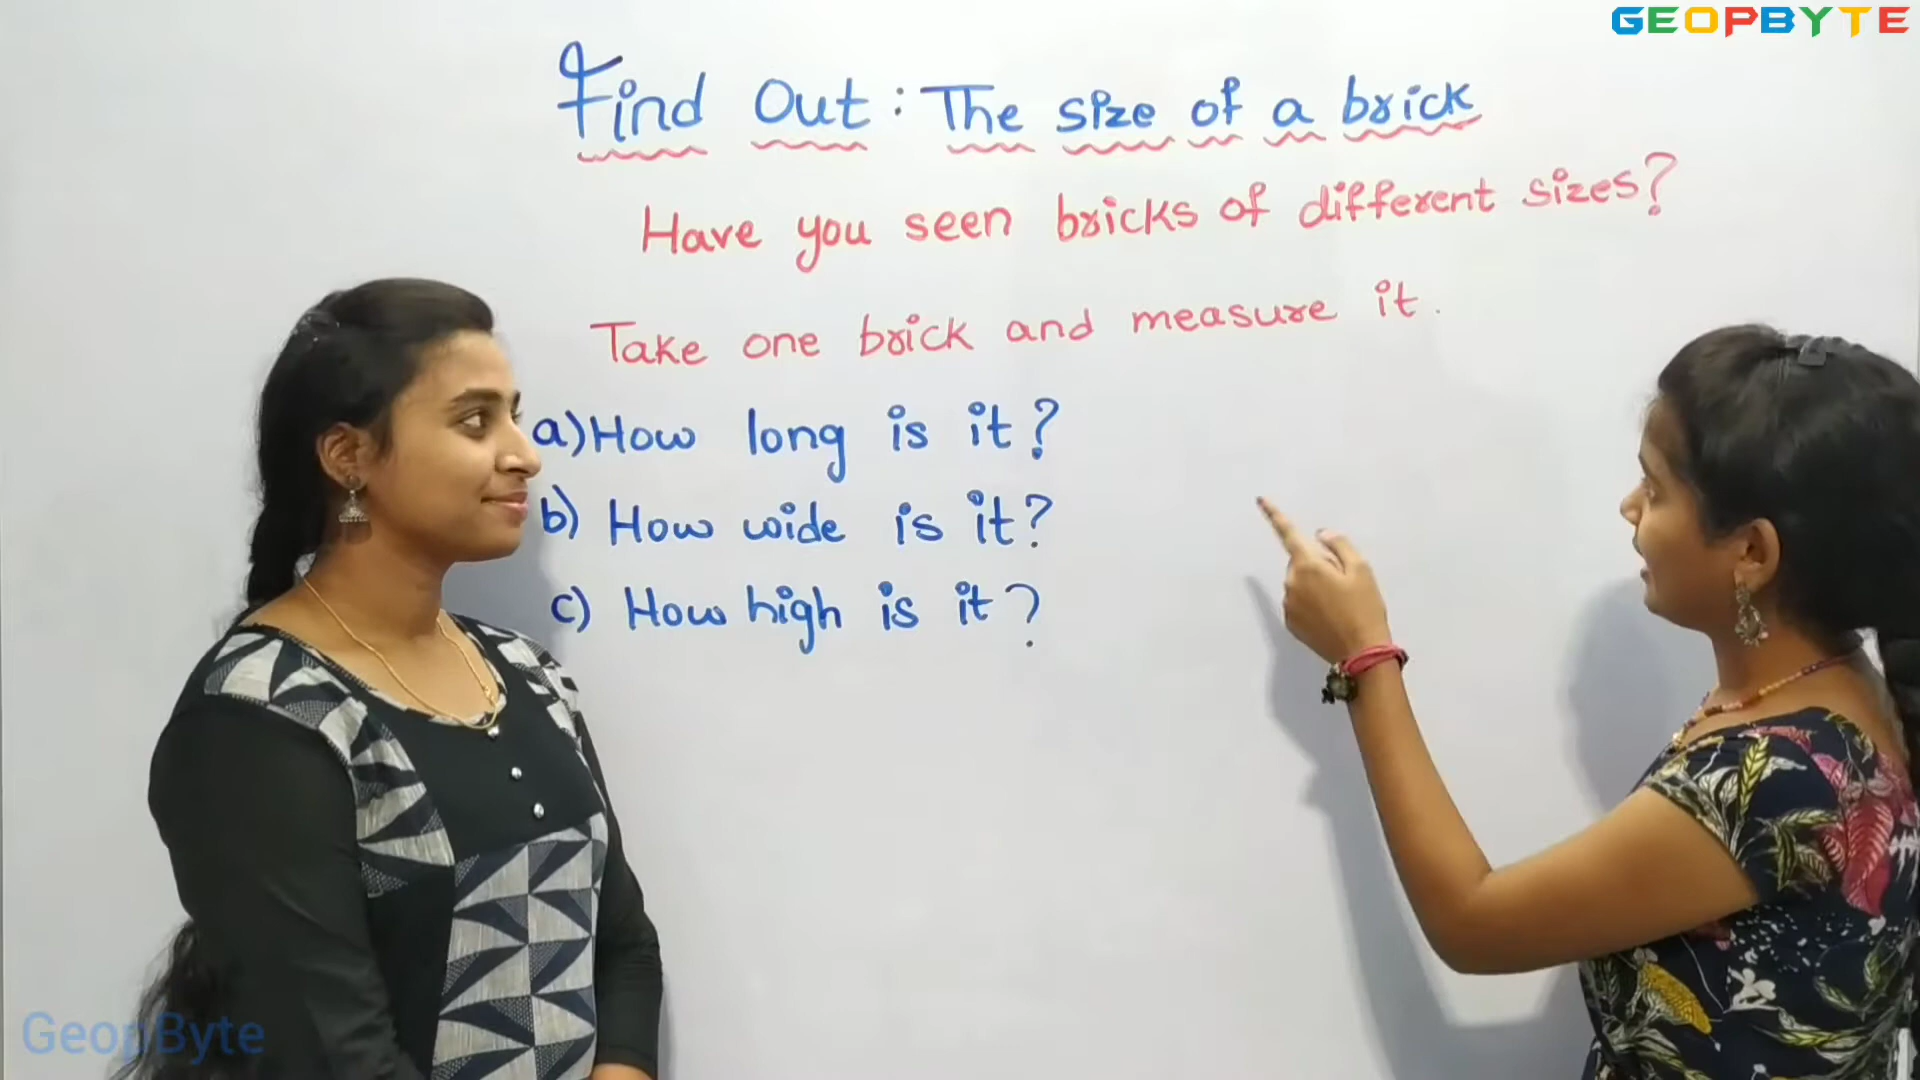 GEOPBYTE
Find Out : The size of a brick
Have you seen bricks of different sizes?
Take one brick and measure it.
a) How long is it?
b) How wide is it?
c) How high is it?
GeopByte